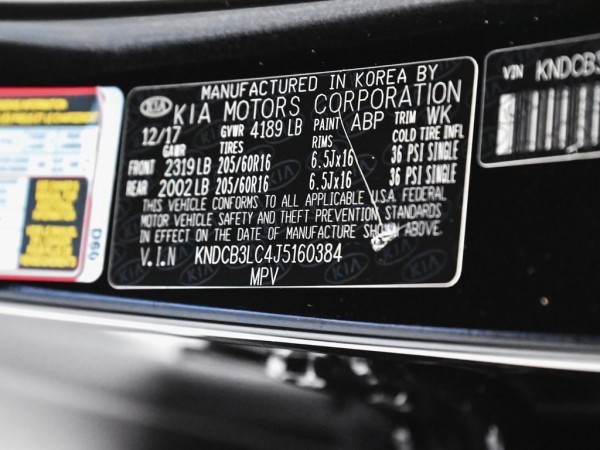 MANUFACTURED IN KOREA BY
KIA KIA MOTORS CORPORATION
12/17 GVWR 4189 LB PAINT ABP TRIM WK
GAWR TIRES RIMS COLD TIRE INFL
FRONT 2319 LB 205/60R16 6.5Jx16 36 PSI SINGLE
REAR 2002 LB 205/60R16 6.5Jx16 36 PSI SINGLE
THIS VEHICLE CONFORMS TO ALL APPLICABLE U.S.A. FEDERAL
MOTOR VEHICLE SAFETY AND THEFT PREVENTION STANDARDS
IN EFFECT ON THE DATE OF MANUFACTURE SHOWN ABOVE.
V.I.N KNDCB3LC4J5160384
MPV
VIN KNDCB3
D60